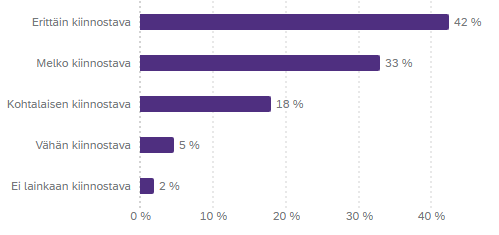 Erittäin kiinnostava 42 %
Melko kiinnostava 33 %
Kohtalaisen kiinnostava 18 %
Vähän kiinnostava 5 %
Ei lainkaan kiinnostava 2 %
0 % 10 % 20 % 30 % 40 %